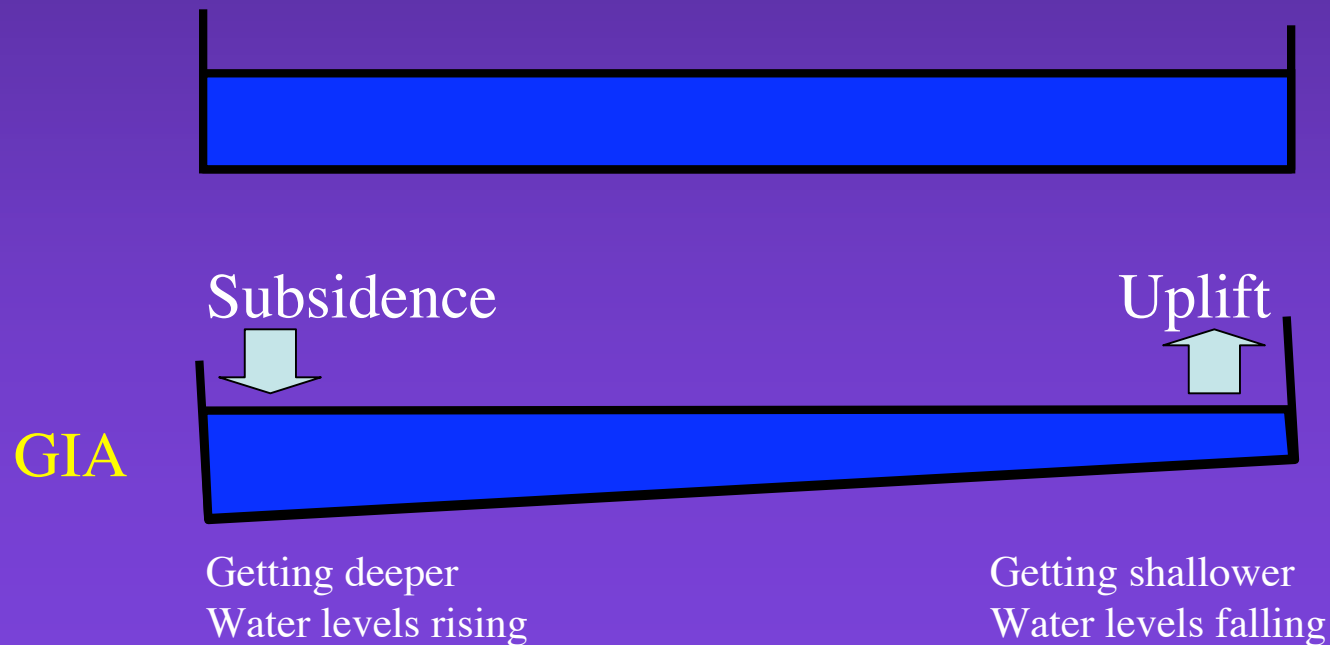 Subsidence
Uplift
GIA
Getting deeper
Water levels rising
Getting shallower
Water levels falling